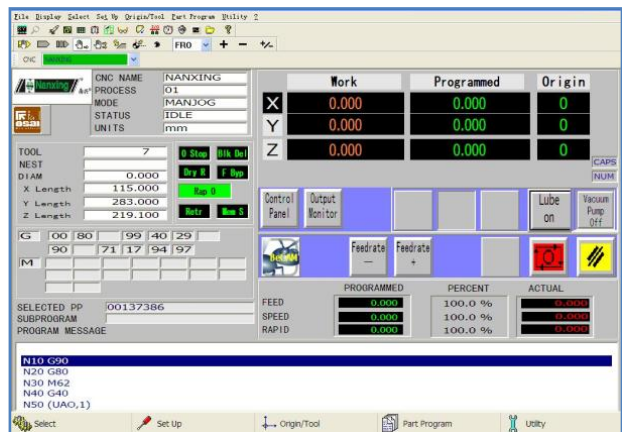 File Display Select Set Up Origin/Tool Part Program Utility ?
FRO
CNC NANXING
Nanxing
CNC NAME NANXING
PROCESS 01
MODE MANJOG
STATUS IDLE
UNITS mm
OSAI
Work Programmed Origin
X 0.000 0.000 0
Y 0.000 0.000 0
Z 0.000 0.000 0
CAPS
NUM
TOOL 7
NEST
DIAM 0.000
X Length 115.000
Y Length 283.000
Z Length 219.100
O Stop Blk Del
Dry R F Byp
Rap O
Retr Mem S
Control Panel
Output Monitor
Lube on
Vacuum Pump Off
G 00 80 99 40 29
90 71 17 94 97
M
Feedrate —
Feedrate +
PROGRAMMED PERCENT ACTUAL
FEED 0.000 100.0 % 0.000
SPEED 0.000 100.0 % 0.000
RAPID 0.000 100.0 % 0.000
SELECTED PP 00137386
SUBPROGRAM
PROGRAM MESSAGE
N10 G90
N20 G80
N30 M62
N40 G40
N50 (UAO,1)
Select Set Up Origin/Tool Part Program Utility